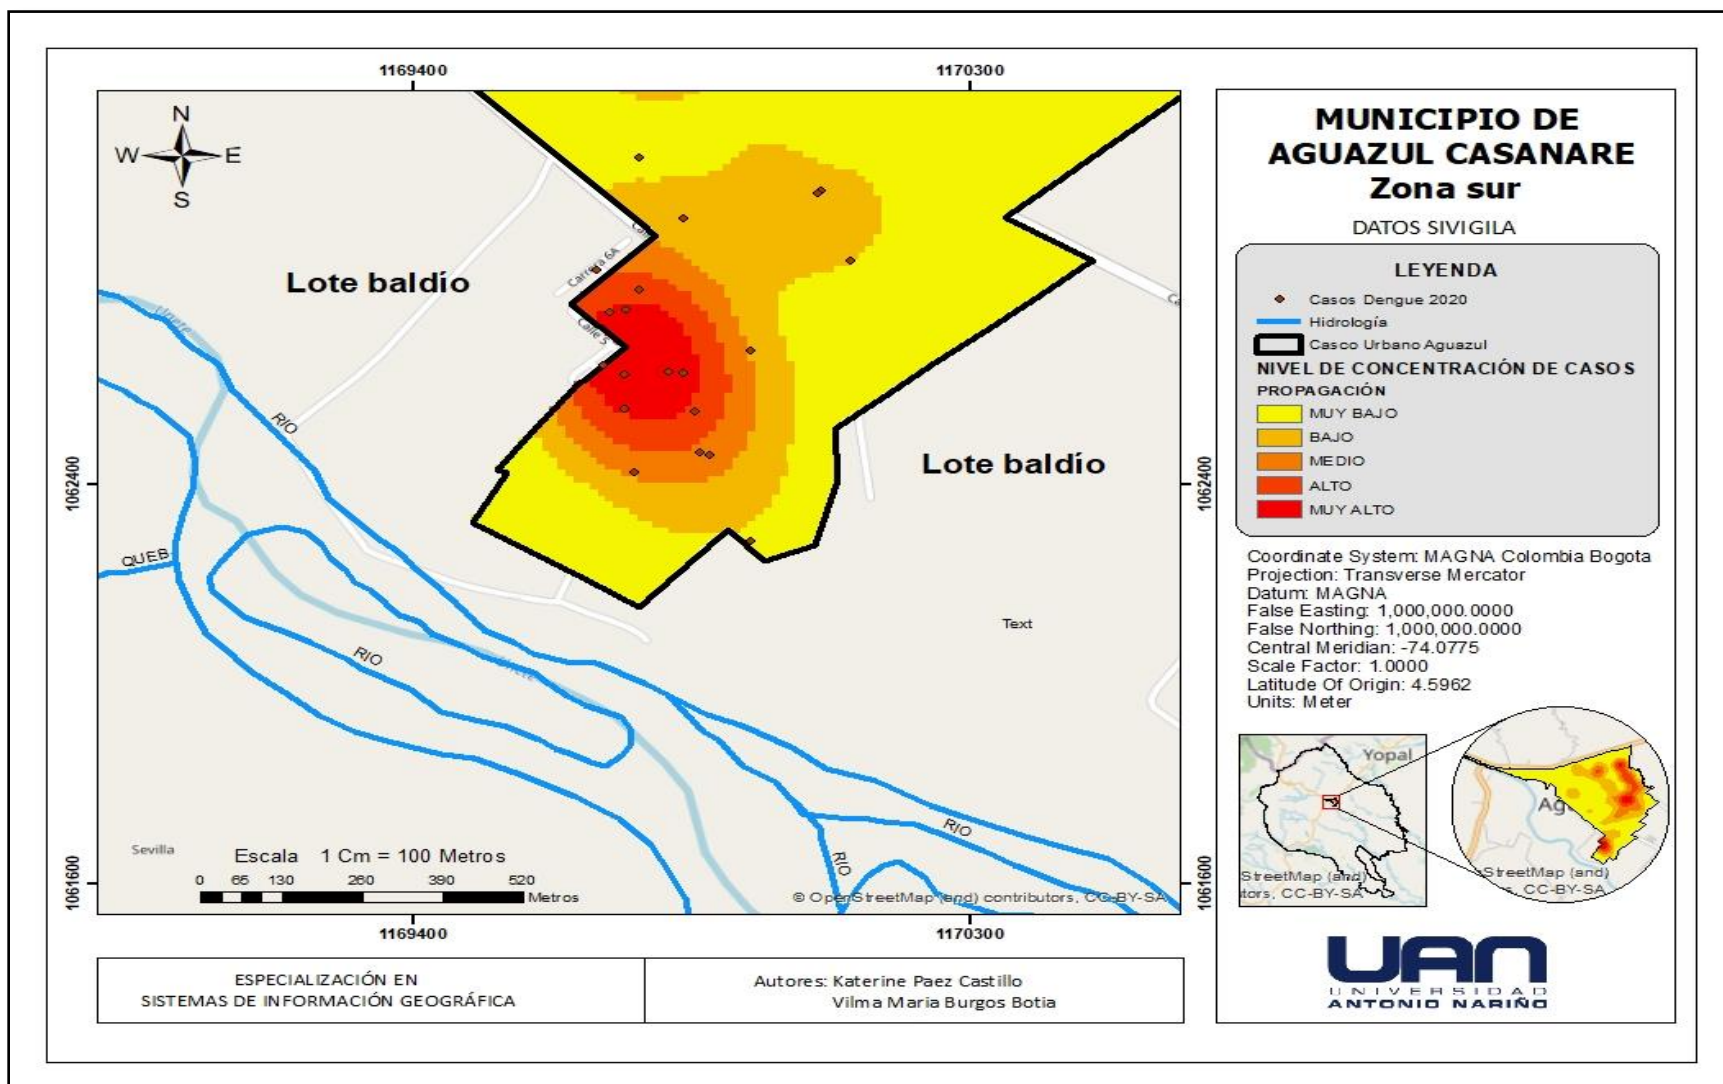 1169400
1170300
N
W
E
S
Carrera 6A
Calle 5
Lote baldío
Lote baldío
Unete
RIO
QUEB
RIO
RIO
RIO
Text
Sevilla
1062400
1062400
1061600
1061600
Escala 1 Cm = 100 Metros
0 65 130 260 390 520
Metros
© OpenStreetMap (and) contributors, CC-BY-SA
1169400
1170300
ESPECIALIZACIÓN EN
SISTEMAS DE INFORMACIÓN GEOGRÁFICA
Autores: Katerine Paez Castillo
Vilma Maria Burgos Botia
MUNICIPIO DE
AGUAZUL CASANARE
Zona sur
DATOS SIVIGILA
LEYENDA
Casos Dengue 2020
Hidrología
Casco Urbano Aguazul
NIVEL DE CONCENTRACIÓN DE CASOS
PROPAGACIÓN
MUY BAJO
BAJO
MEDIO
ALTO
MUY ALTO
Coordinate System: MAGNA Colombia Bogota
Projection: Transverse Mercator
Datum: MAGNA
False Easting: 1,000,000.0000
False Northing: 1,000,000.0000
Central Meridian: -74.0775
Scale Factor: 1.0000
Latitude Of Origin: 4.5962
Units: Meter
Yopal
StreetMap (and)
tors, CC-BY-SA
Ag
StreetMap (and)
s, CC-BY-SA
UAN
UNIVERSIDAD
ANTONIO NARIÑO